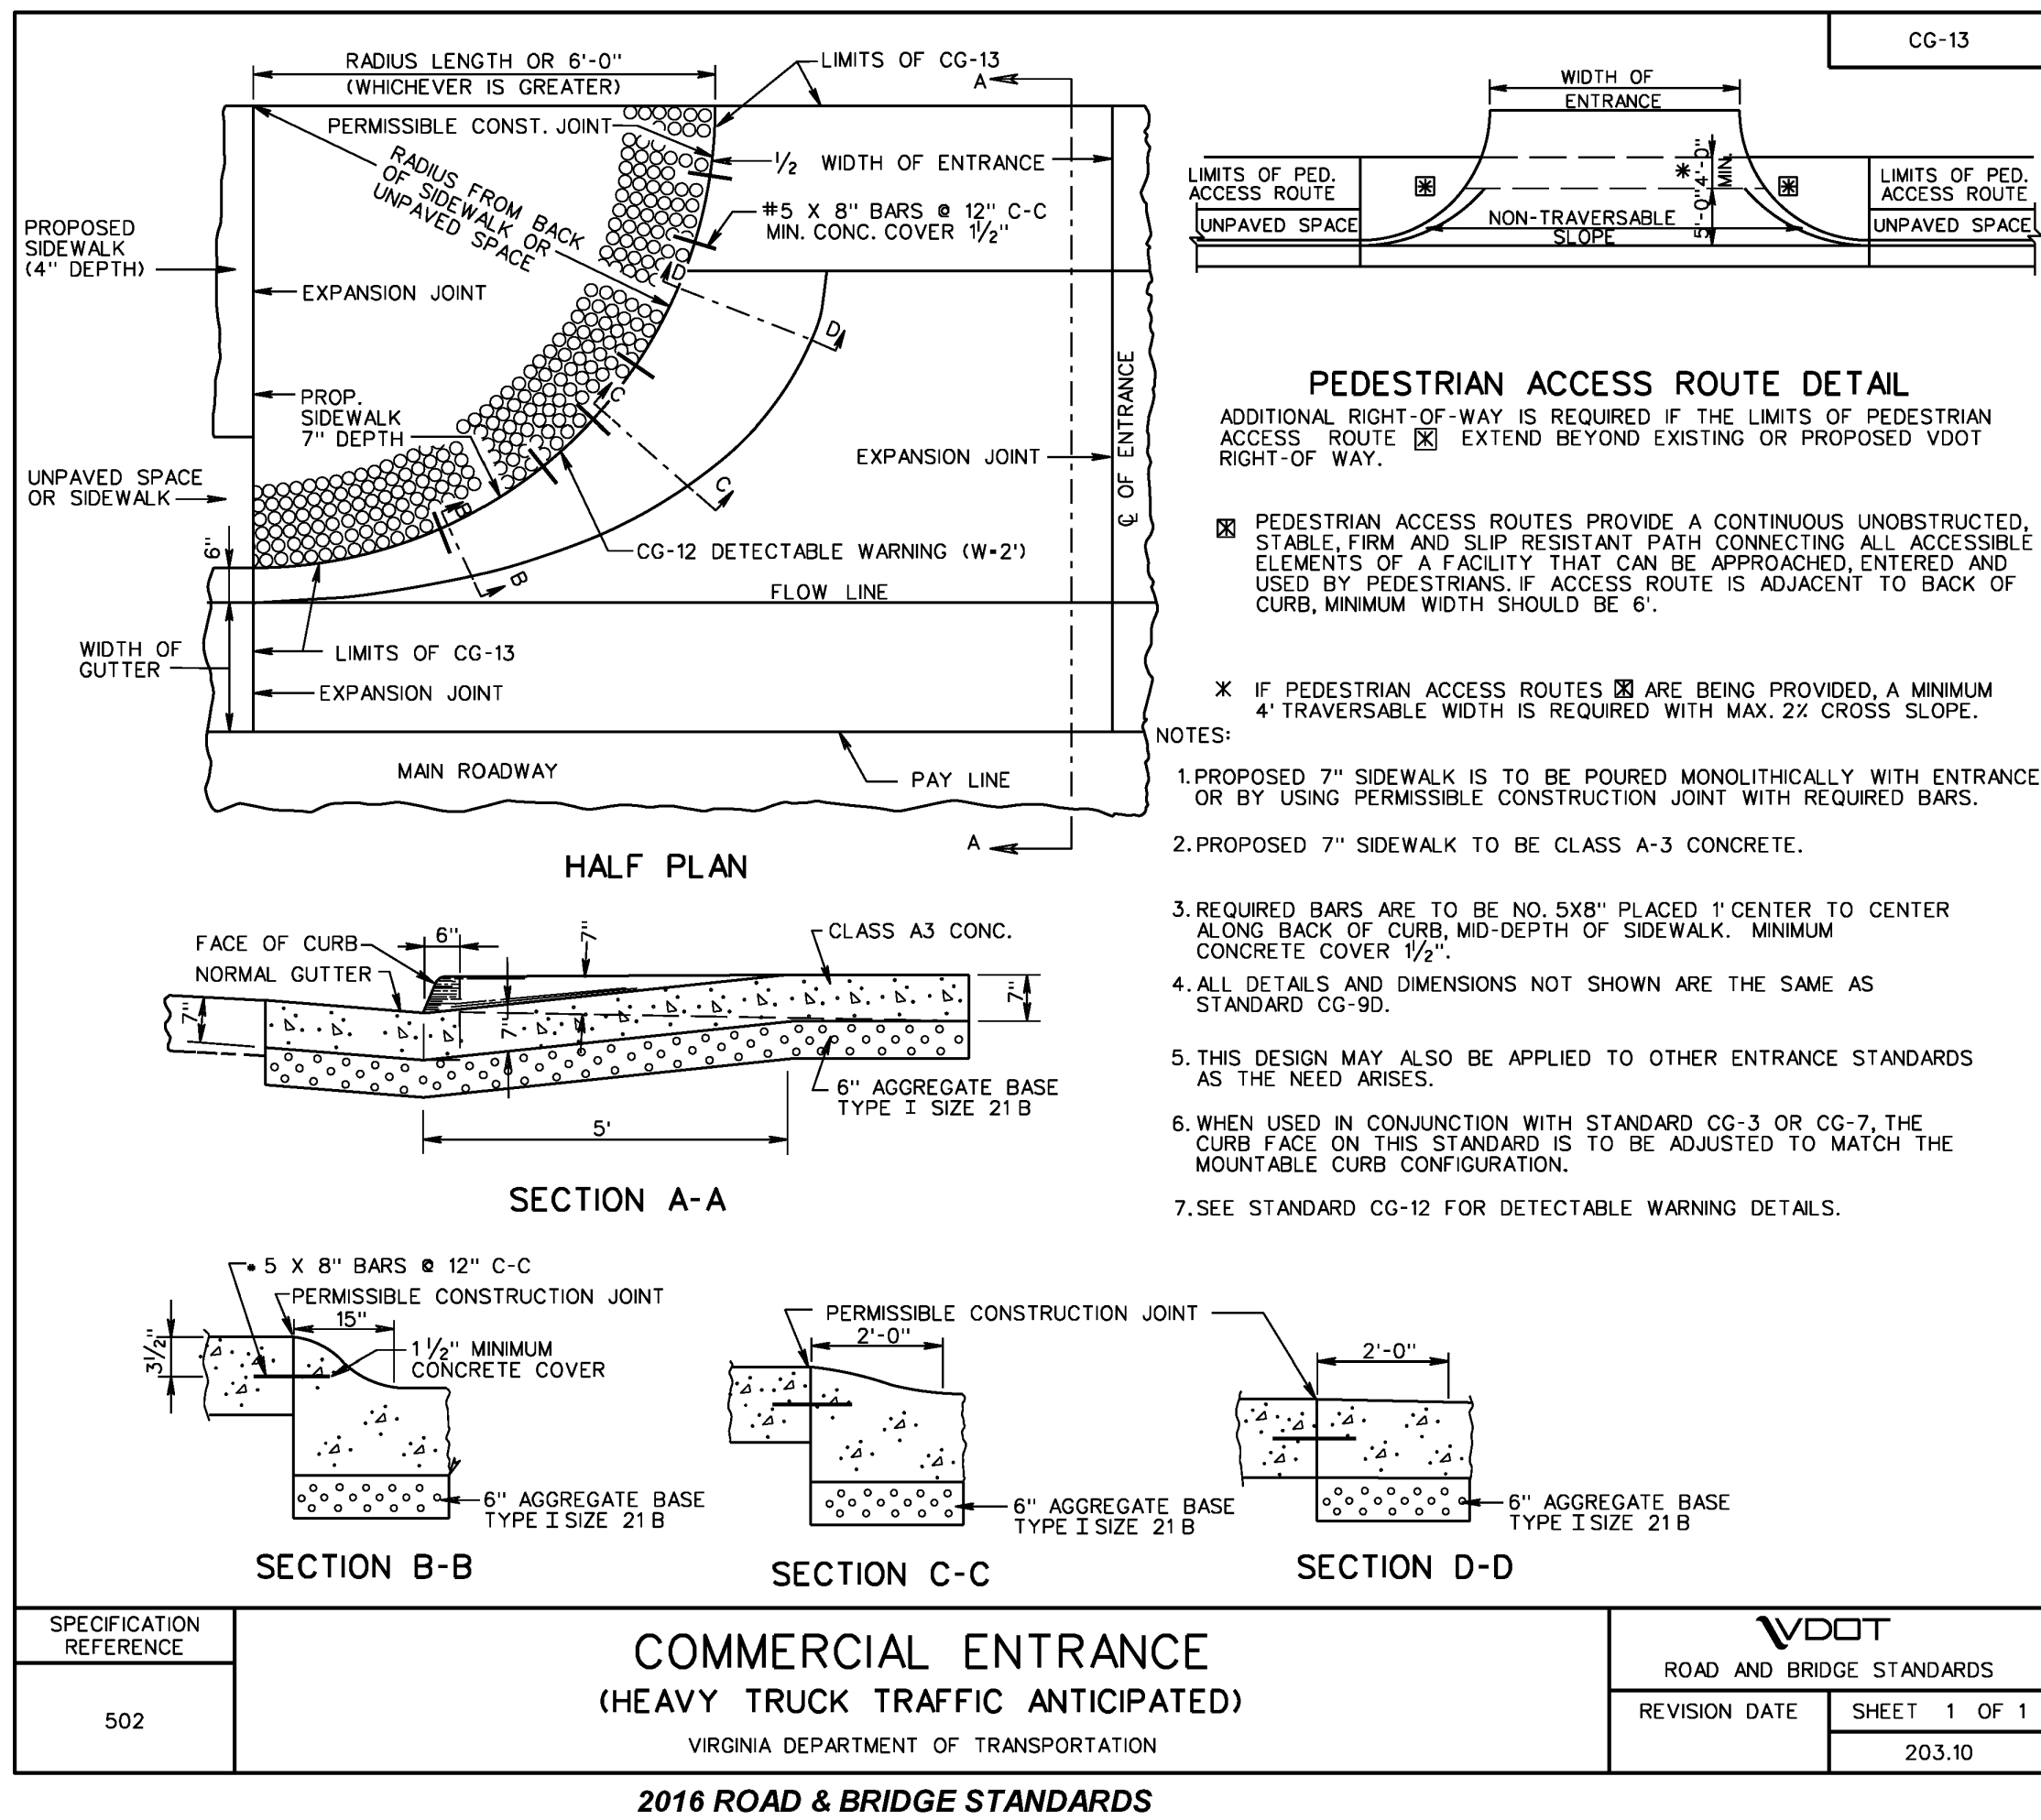 CG-13
RADIUS LENGTH OR 6'-0"
(WHICHEVER IS GREATER)
LIMITS OF CG-13
A
PERMISSIBLE CONST. JOINT
1/2 WIDTH OF ENTRANCE
RADIUS FROM BACK
OF SIDEWALK OR
UNPAVED SPACE
#5 X 8" BARS @ 12" C-C
MIN. CONC. COVER 1 1/2"
PROPOSED
SIDEWALK
(4" DEPTH)
EXPANSION JOINT
D
D
PROP.
SIDEWALK
7" DEPTH
C
C
EXPANSION JOINT
℄ OF ENTRANCE
UNPAVED SPACE
OR SIDEWALK
B
B
6"
CG-12 DETECTABLE WARNING (W=2')
FLOW LINE
WIDTH OF
GUTTER
LIMITS OF CG-13
EXPANSION JOINT
MAIN ROADWAY
PAY LINE
A
HALF PLAN
WIDTH OF
ENTRANCE
LIMITS OF PED.
ACCESS ROUTE
UNPAVED SPACE
*
4'-0"
MIN.
5'-0"
NON-TRAVERSABLE
SLOPE
LIMITS OF PED.
ACCESS ROUTE
UNPAVED SPACE
PEDESTRIAN ACCESS ROUTE DETAIL
ADDITIONAL RIGHT-OF-WAY IS REQUIRED IF THE LIMITS OF PEDESTRIAN
ACCESS ROUTE EXTEND BEYOND EXISTING OR PROPOSED VDOT
RIGHT-OF WAY.
PEDESTRIAN ACCESS ROUTES PROVIDE A CONTINUOUS UNOBSTRUCTED,
STABLE, FIRM AND SLIP RESISTANT PATH CONNECTING ALL ACCESSIBLE
ELEMENTS OF A FACILITY THAT CAN BE APPROACHED, ENTERED AND
USED BY PEDESTRIANS. IF ACCESS ROUTE IS ADJACENT TO BACK OF
CURB, MINIMUM WIDTH SHOULD BE 6'.
* IF PEDESTRIAN ACCESS ROUTES ARE BEING PROVIDED, A MINIMUM
4' TRAVERSABLE WIDTH IS REQUIRED WITH MAX. 2% CROSS SLOPE.
NOTES:
1. PROPOSED 7" SIDEWALK IS TO BE POURED MONOLITHICALLY WITH ENTRANCE
OR BY USING PERMISSIBLE CONSTRUCTION JOINT WITH REQUIRED BARS.
2. PROPOSED 7" SIDEWALK TO BE CLASS A-3 CONCRETE.
3. REQUIRED BARS ARE TO BE NO. 5X8" PLACED 1' CENTER TO CENTER
ALONG BACK OF CURB, MID-DEPTH OF SIDEWALK. MINIMUM
CONCRETE COVER 1 1/2".
4. ALL DETAILS AND DIMENSIONS NOT SHOWN ARE THE SAME AS
STANDARD CG-9D.
5. THIS DESIGN MAY ALSO BE APPLIED TO OTHER ENTRANCE STANDARDS
AS THE NEED ARISES.
6. WHEN USED IN CONJUNCTION WITH STANDARD CG-3 OR CG-7, THE
CURB FACE ON THIS STANDARD IS TO BE ADJUSTED TO MATCH THE
MOUNTABLE CURB CONFIGURATION.
7. SEE STANDARD CG-12 FOR DETECTABLE WARNING DETAILS.
FACE OF CURB
NORMAL GUTTER
6"
7"
CLASS A3 CONC.
7"
7"
7"
6" AGGREGATE BASE
TYPE I SIZE 21 B
5'
SECTION A-A
5 X 8" BARS @ 12" C-C
PERMISSIBLE CONSTRUCTION JOINT
15"
3 1/2"
1 1/2" MINIMUM
CONCRETE COVER
6" AGGREGATE BASE
TYPE I SIZE 21 B
SECTION B-B
PERMISSIBLE CONSTRUCTION JOINT
2'-0"
6" AGGREGATE BASE
TYPE I SIZE 21 B
SECTION C-C
2'-0"
6" AGGREGATE BASE
TYPE I SIZE 21 B
SECTION D-D
SPECIFICATION
REFERENCE
502
COMMERCIAL ENTRANCE
(HEAVY TRUCK TRAFFIC ANTICIPATED)
VIRGINIA DEPARTMENT OF TRANSPORTATION
VDOT
ROAD AND BRIDGE STANDARDS
REVISION DATE
SHEET 1 OF 1
203.10
2016 ROAD & BRIDGE STANDARDS